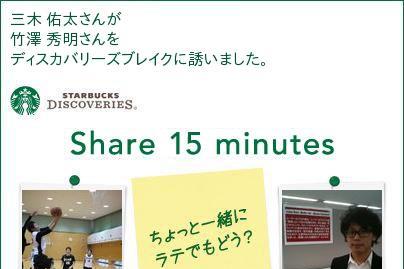 三木 佑太さんが
竹澤 秀明さんを
ディスカバリーズブレイクに誘いました。
STARBUCKS
DISCOVERIES®
Share 15 minutes
ちょっと一緒に
ラテでもどう?